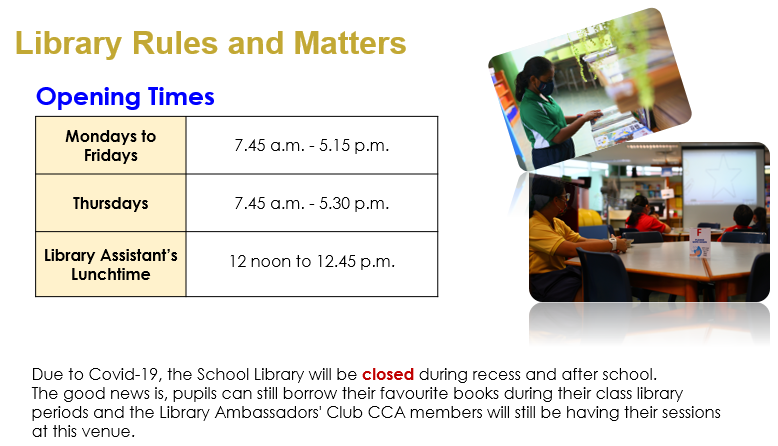 Library Rules and Matters
Opening Times
Mondays to
Fridays
7.45 a.m. - 5.15 p.m.
Thursdays
7.45 a.m. - 5.30 p.m.
Library Assistant's
Lunchtime
12 noon to 12.45 p.m.
F
Due to Covid-19, the School Library will be closed during recess and after school.
The good news is, pupils can still borrow their favourite books during their class library
periods and the Library Ambassadors' Club CCA members will still be having their sessions
at this venue.